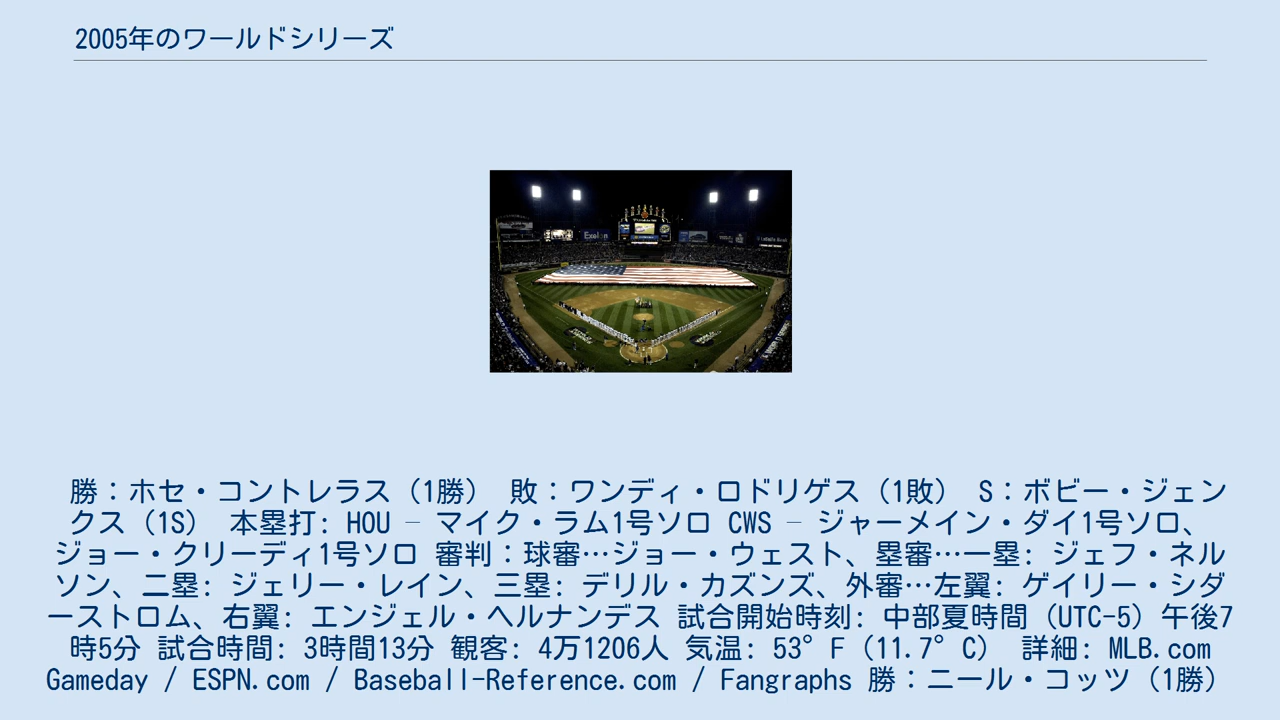 2005年のワールドシリーズ
Exelon
勝：ホセ・コントレラス（1勝） 敗：ワンディ・ロドリゲス（1敗） S：ボビー・ジェン
クス（1S） 本塁打: HOU – マイク・ラム1号ソロ CWS – ジャーメイン・ダイ1号ソロ、
ジョー・クリーディ1号ソロ 審判：球審…ジョー・ウェスト、塁審…一塁: ジェフ・ネル
ソン、二塁: ジェリー・レイン、三塁: デリル・カズンズ、外審…左翼: ゲイリー・シダ
ーストロム、右翼: エンジェル・ヘルナンデス 試合開始時刻: 中部夏時間（UTC-5）午後7
時5分 試合時間: 3時間13分 観客: 4万1206人 気温: 53°F（11.7°C） 詳細: MLB.com
Gameday / ESPN.com / Baseball-Reference.com / Fangraphs 勝：ニール・コッツ（1勝）